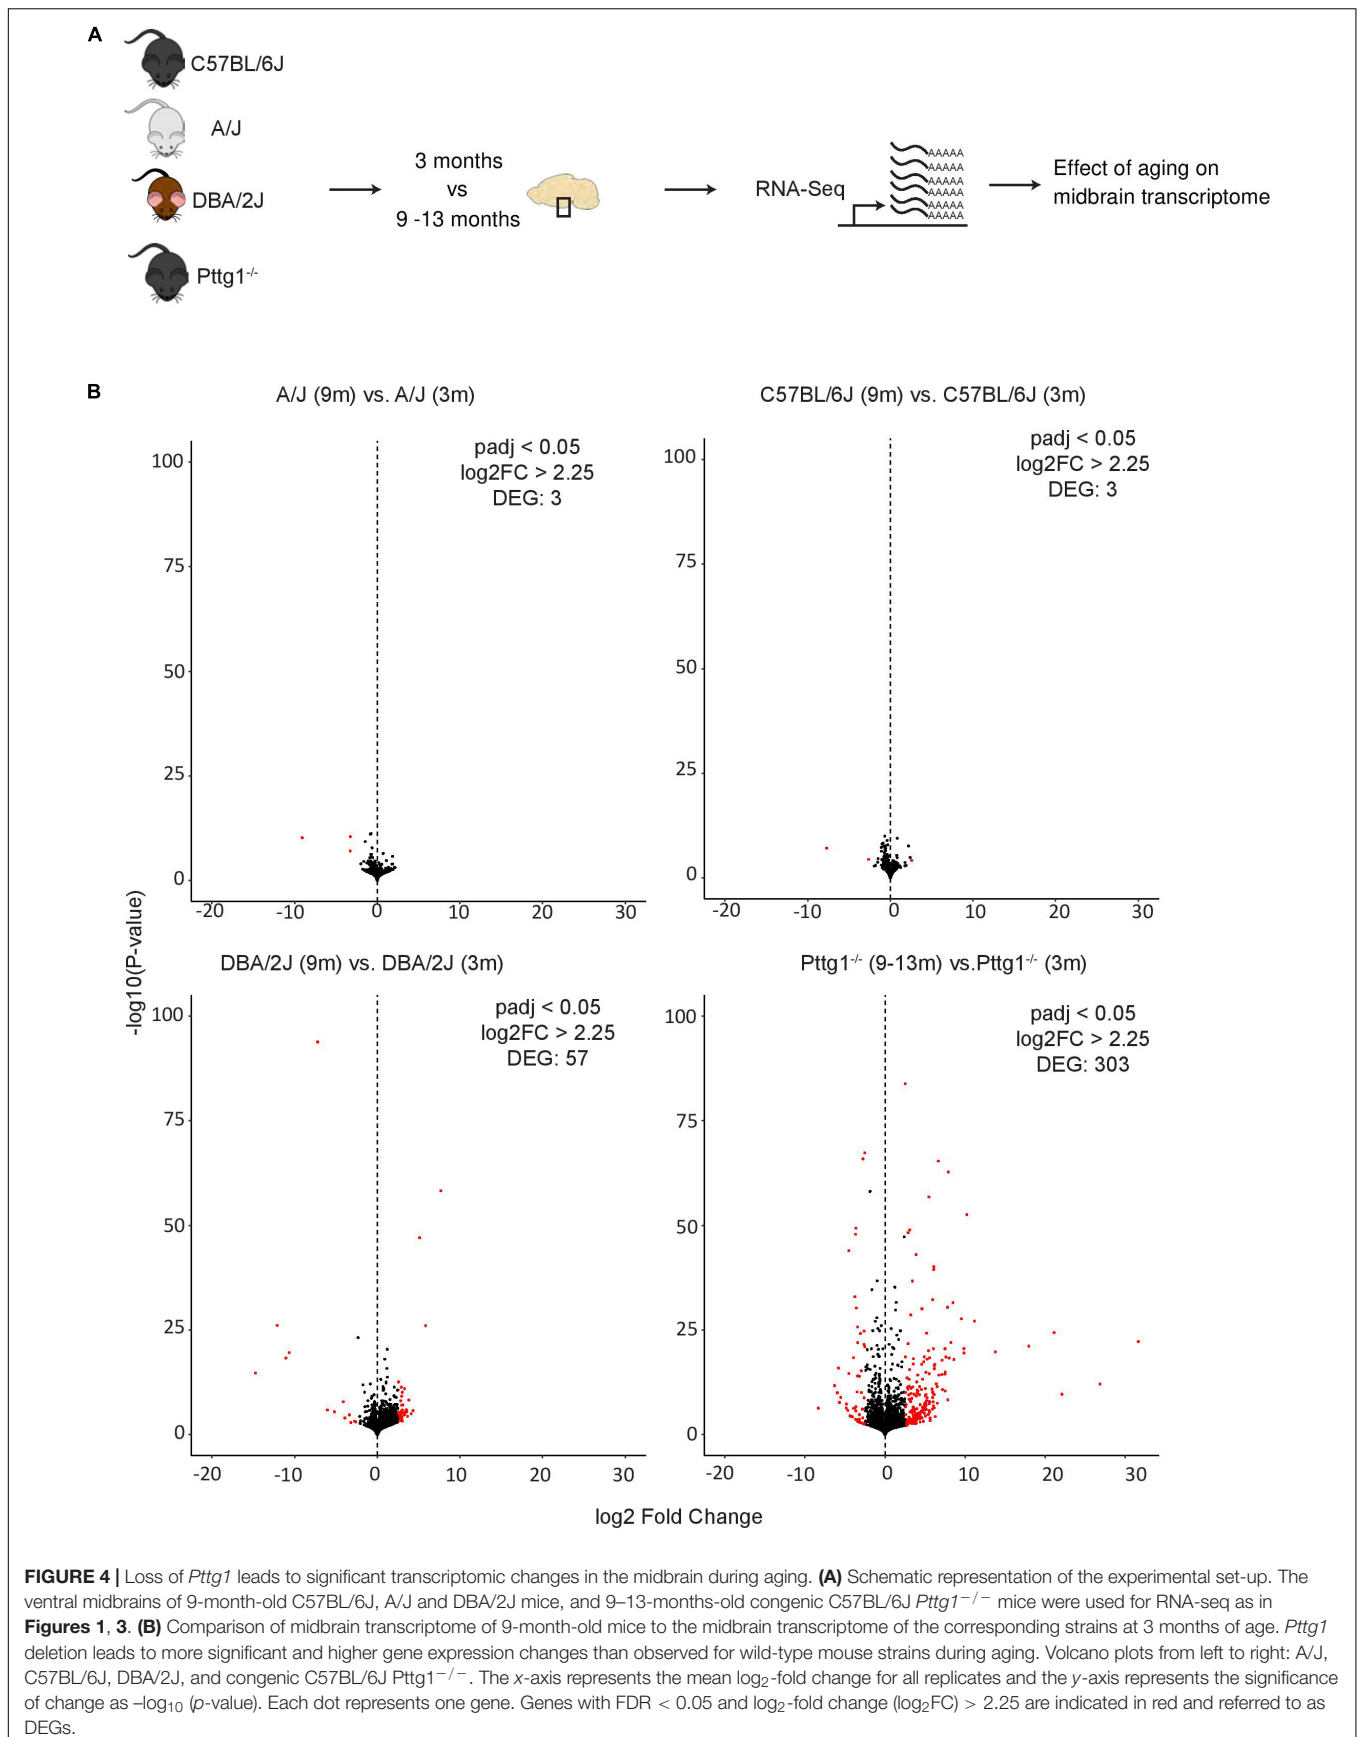 A
C57BL/6J
A/J
DBA/2J
Pttg1-/-
3 months
vs
9 -13 months
RNA-Seq
AAAAA
AAAAA
AAAAA
AAAAA
AAAAA
AAAAA
Effect of aging on
midbrain transcriptome
B
A/J (9m) vs. A/J (3m)
padj < 0.05
log2FC > 2.25
DEG: 3
100
75
50
25
0
-20 -10 0 10 20 30
C57BL/6J (9m) vs. C57BL/6J (3m)
padj < 0.05
log2FC > 2.25
DEG: 3
100
75
50
25
0
-20 -10 0 10 20 30
-log10(P-value)
DBA/2J (9m) vs. DBA/2J (3m)
padj < 0.05
log2FC > 2.25
DEG: 57
100
75
50
25
0
-20 -10 0 10 20 30
Pttg1-/- (9-13m) vs.Pttg1-/- (3m)
padj < 0.05
log2FC > 2.25
DEG: 303
100
75
50
25
0
-20 -10 0 10 20 30
log2 Fold Change
FIGURE 4 | Loss of Pttg1 leads to significant transcriptomic changes in the midbrain during aging. (A) Schematic representation of the experimental set-up. The
ventral midbrains of 9-month-old C57BL/6J, A/J and DBA/2J mice, and 9–13-months-old congenic C57BL/6J Pttg1−/− mice were used for RNA-seq as in
Figures 1, 3. (B) Comparison of midbrain transcriptome of 9-month-old mice to the midbrain transcriptome of the corresponding strains at 3 months of age. Pttg1
deletion leads to more significant and higher gene expression changes than observed for wild-type mouse strains during aging. Volcano plots from left to right: A/J,
C57BL/6J, DBA/2J, and congenic C57BL/6J Pttg1−/−. The x-axis represents the mean log2-fold change for all replicates and the y-axis represents the significance
of change as –log10 (p-value). Each dot represents one gene. Genes with FDR < 0.05 and log2-fold change (log2FC) > 2.25 are indicated in red and referred to as
DEGs.